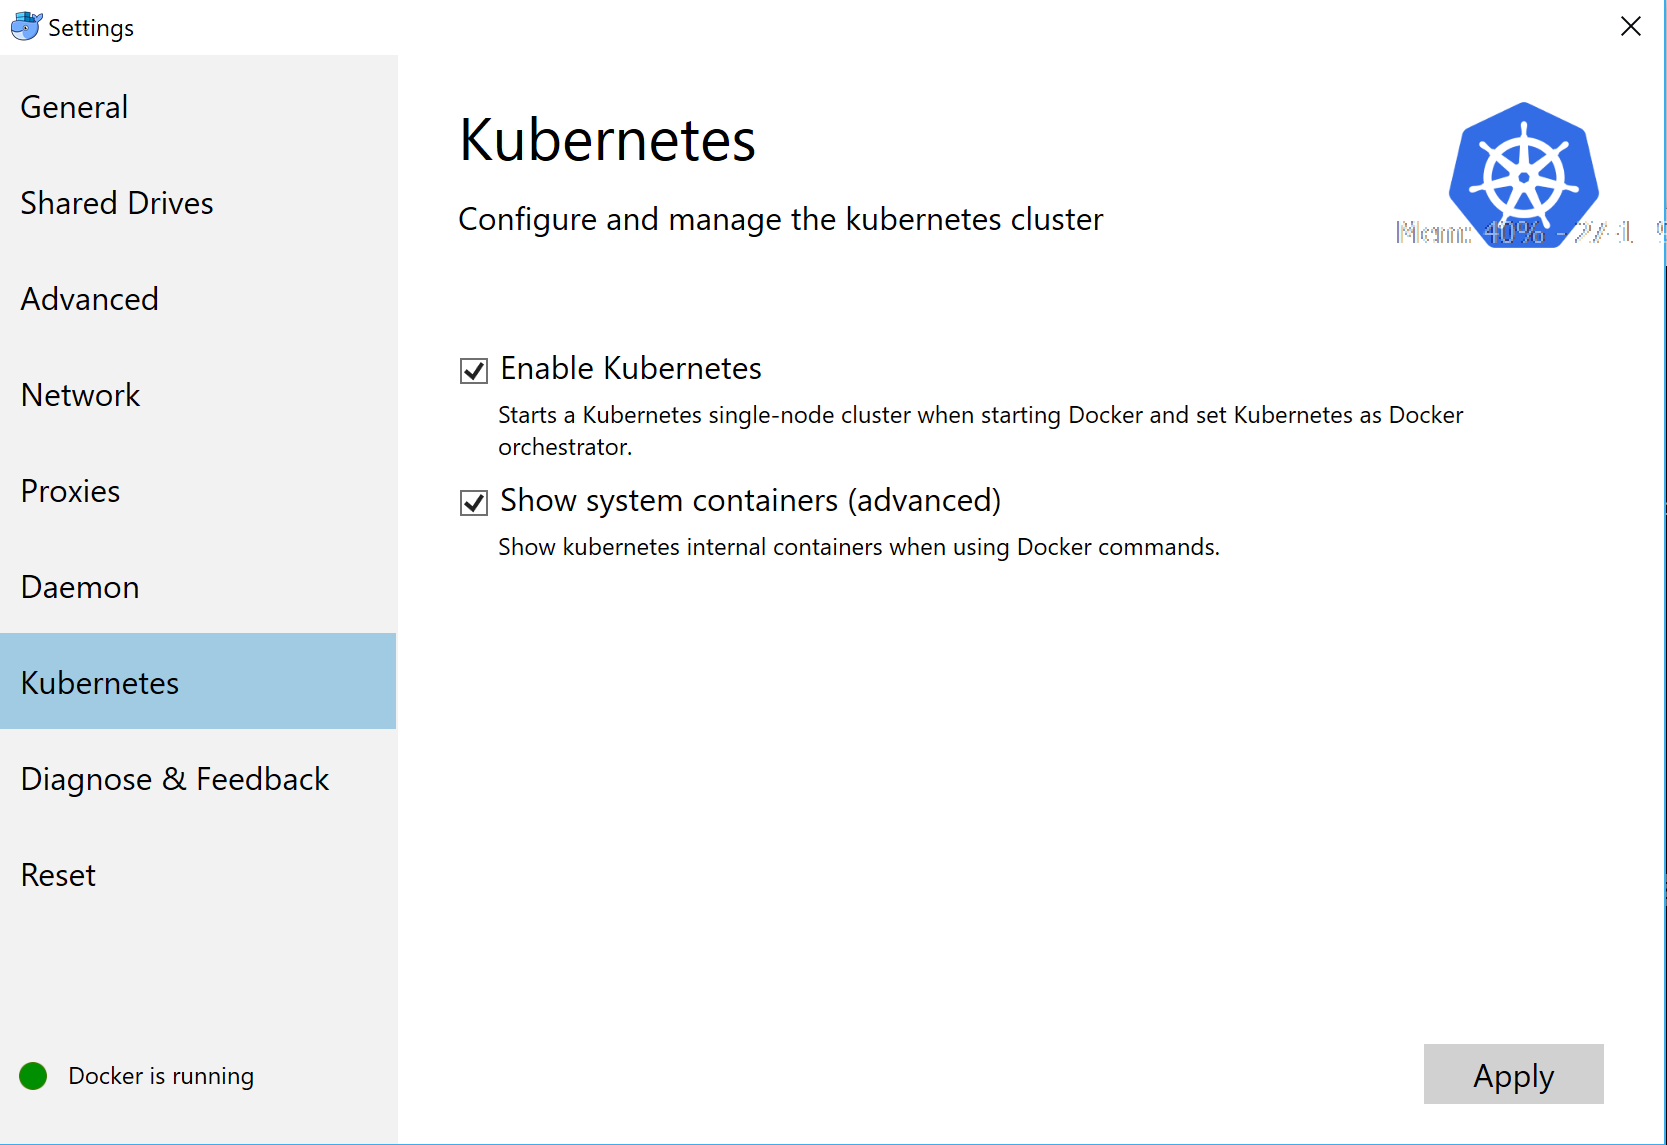 Settings
General
Shared Drives
Advanced
Network
Proxies
Daemon
Kubernetes
Diagnose & Feedback
Reset
Docker is running
Kubernetes
Configure and manage the kubernetes cluster
Mem: 40% -
Enable Kubernetes
Starts a Kubernetes single-node cluster when starting Docker and set Kubernetes as Docker
orchestrator.
Show system containers (advanced)
Show kubernetes internal containers when using Docker commands.
Apply